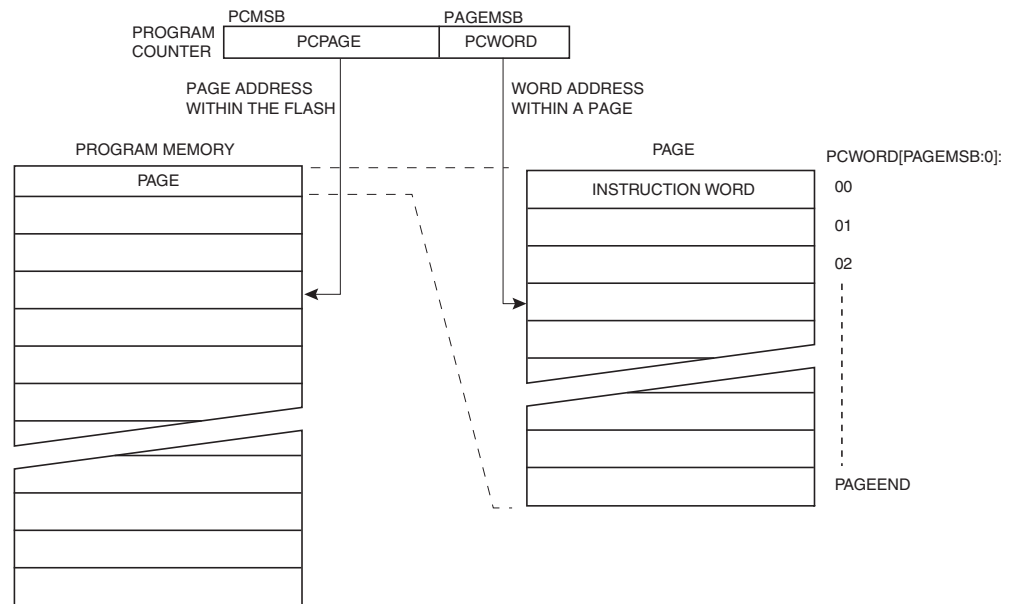 PCMSB
PAGEMSB
PROGRAM
COUNTER
PCPAGE
PCWORD
PAGE ADDRESS
WITHIN THE FLASH
WORD ADDRESS
WITHIN A PAGE
PROGRAM MEMORY
PAGE
PAGE
PCWORD[PAGEMSB:0]:
INSTRUCTION WORD
00
01
02
PAGEEND